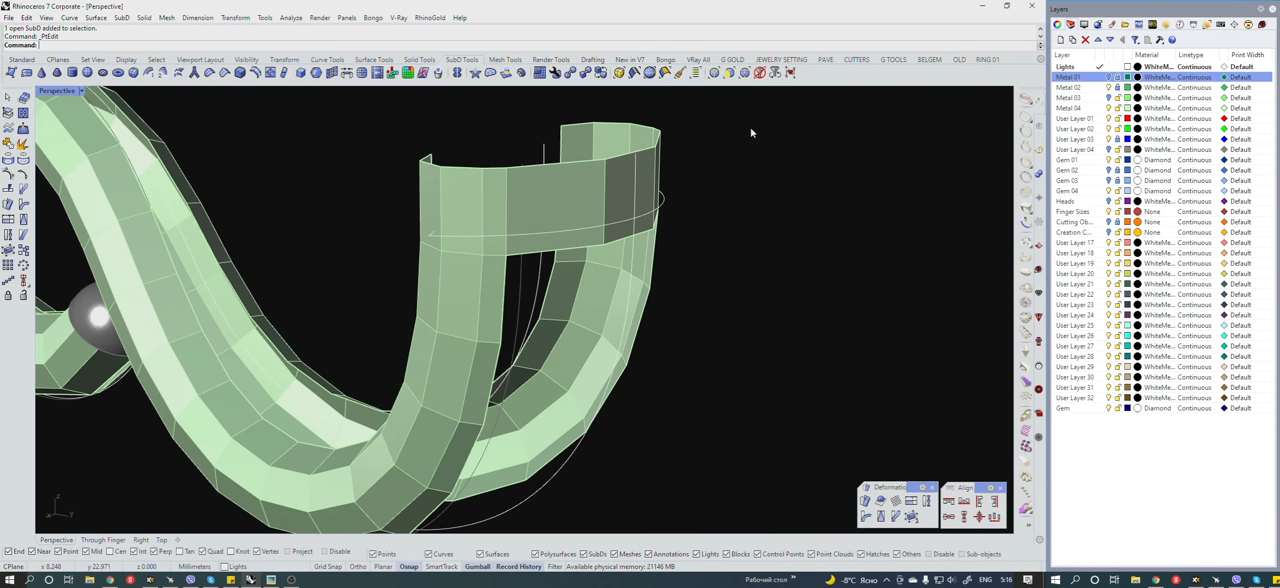 Rhinoceros 7 Corporate - [Perspective]
File Edit View Curve Surface SubD Solid Mesh Dimension Transform Tools Analyze Render Panels Bongo V-Ray RhinoGold Help
1 open SubD added to selection.
Command: _PtEdit
Command:
Standard CPlanes Set View Display Select Viewport Layout Visibility Transform Curve Tools Surface Tools Solid Tools SubD Tools Mesh Tools Render Tools Drafting New in V7 Bongo VRay All G GOLD JEWELRY SETTING CAPRICES G TOOLS BELGEM OLD RING 01
Perspective
Deformatio... Align
z
x y
Perspective Through Finger Right Top
End Near Point Mid Cen Int Perp Tan Quad Knot Vertex Project Disable Points Curves Surfaces Polysurfaces SubDs Meshes Annotations Lights Blocks Control Points Point Clouds Hatches Others Disable Sub-objects
CPlane x 8.248 y 22.971 z 0.000 Millimeters Lights Grid Snap Ortho Planar Osnap SmartTrack Gumball Record History Filter Available physical memory: 21146 MB
Рабочий стол -8°C Ясно ENG 5:16
Layers
Layer Material Linetype Print Width
Lights WhiteMe... Continuous Default
Metal 01 WhiteMe... Continuous Default
Metal 02 WhiteMe... Continuous Default
Metal 03 WhiteMe... Continuous Default
Metal 04 WhiteMe... Continuous Default
User Layer 01 WhiteMe... Continuous Default
User Layer 02 WhiteMe... Continuous Default
User Layer 03 WhiteMe... Continuous Default
User Layer 04 WhiteMe... Continuous Default
Gem 01 Diamond Continuous Default
Gem 02 Diamond Continuous Default
Gem 03 Diamond Continuous Default
Gem 04 Diamond Continuous Default
Heads WhiteMe... Continuous Default
Finger Sizes None Continuous Default
Cutting Ob... None Continuous Default
Creation C... None Continuous Default
User Layer 17 WhiteMe... Continuous Default
User Layer 18 WhiteMe... Continuous Default
User Layer 19 WhiteMe... Continuous Default
User Layer 20 WhiteMe... Continuous Default
User Layer 21 WhiteMe... Continuous Default
User Layer 22 WhiteMe... Continuous Default
User Layer 23 WhiteMe... Continuous Default
User Layer 24 WhiteMe... Continuous Default
User Layer 25 WhiteMe... Continuous Default
User Layer 26 WhiteMe... Continuous Default
User Layer 27 WhiteMe... Continuous Default
User Layer 28 WhiteMe... Continuous Default
User Layer 29 WhiteMe... Continuous Default
User Layer 30 WhiteMe... Continuous Default
User Layer 31 WhiteMe... Continuous Default
User Layer 32 WhiteMe... Continuous Default
Gem Diamond Continuous Default